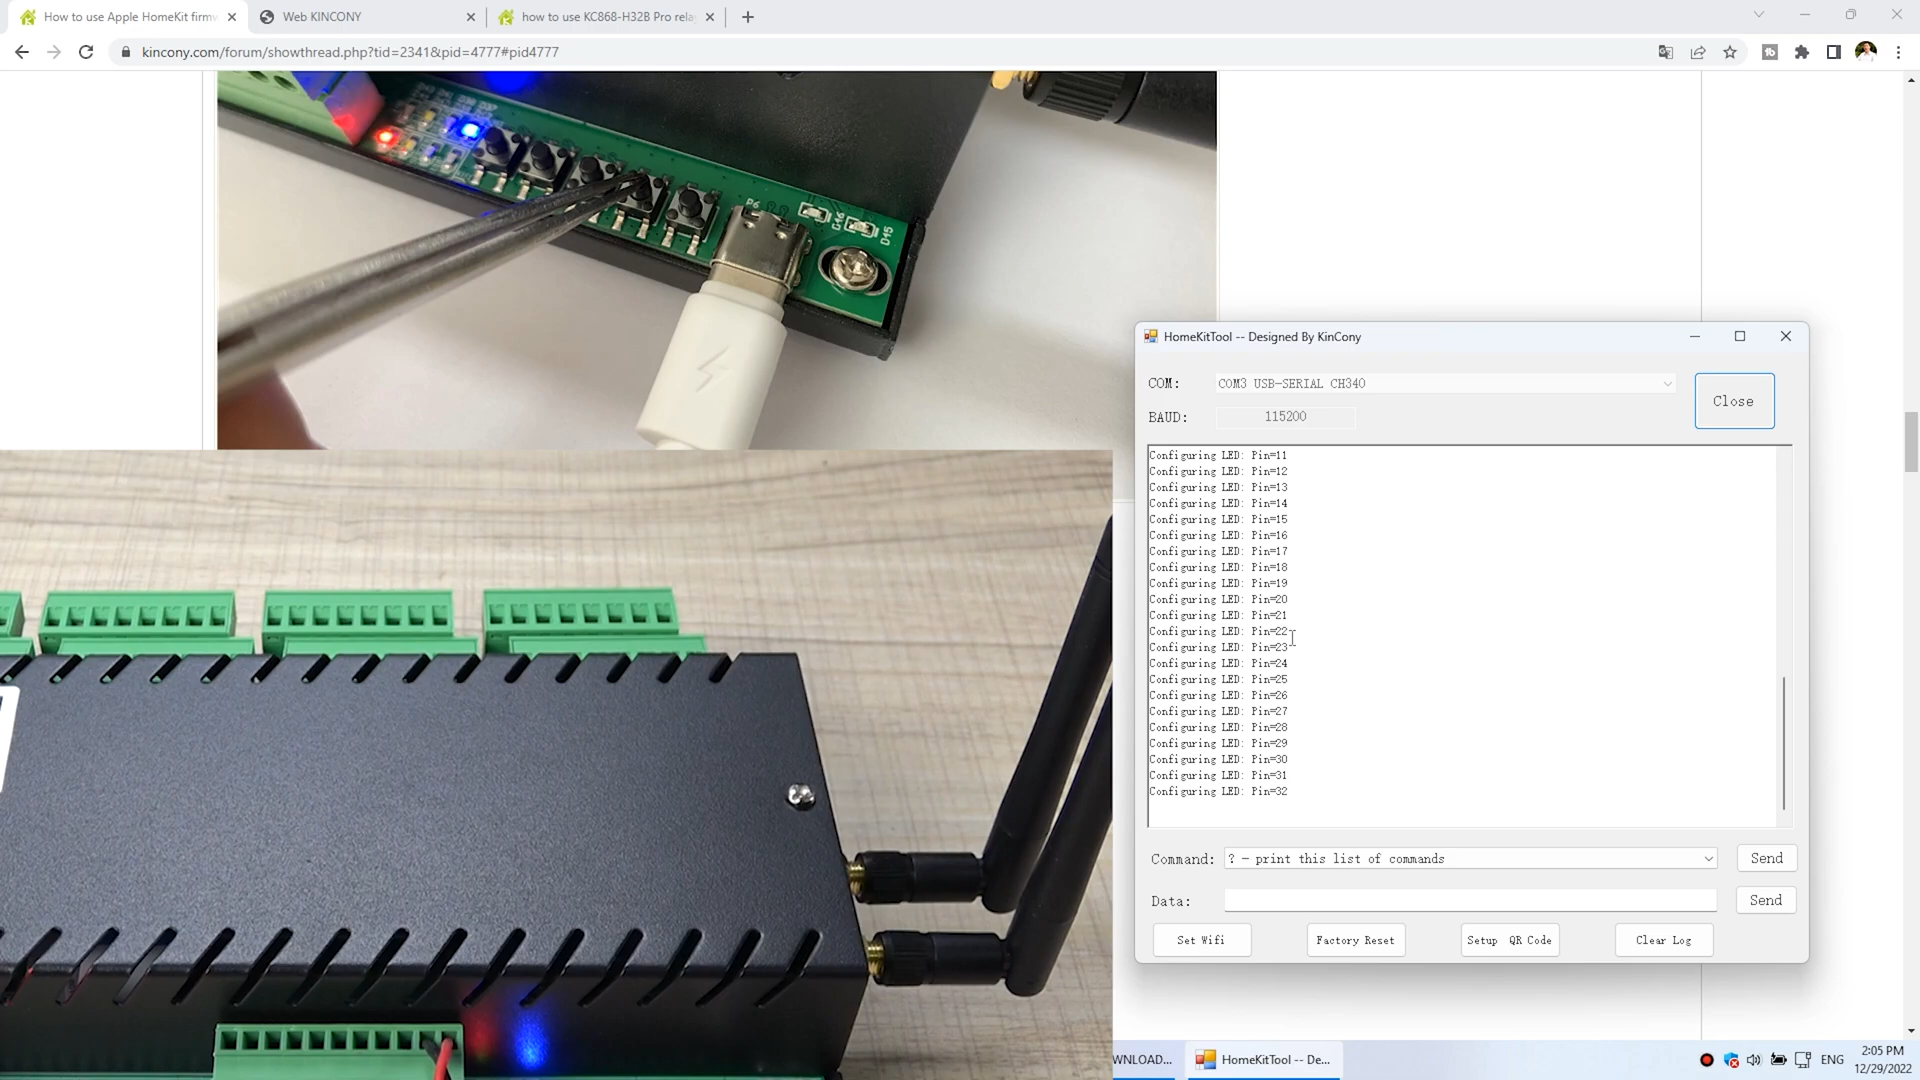 How to use Apple HomeKit firmw
Web KINCONY
how to use KC868-H32B Pro rela
kincony.com/forum/showthread.php?tid=2341&pid=4777#pid4777
P6
D15
HomeKitTool -- Designed By KinCony
COM: COM3 USB-SERIAL CH340
Close
BAUD: 115200
Configuring LED: Pin=11
Configuring LED: Pin=12
Configuring LED: Pin=13
Configuring LED: Pin=14
Configuring LED: Pin=15
Configuring LED: Pin=16
Configuring LED: Pin=17
Configuring LED: Pin=18
Configuring LED: Pin=19
Configuring LED: Pin=20
Configuring LED: Pin=21
Configuring LED: Pin=22
Configuring LED: Pin=23
Configuring LED: Pin=24
Configuring LED: Pin=25
Configuring LED: Pin=26
Configuring LED: Pin=27
Configuring LED: Pin=28
Configuring LED: Pin=29
Configuring LED: Pin=30
Configuring LED: Pin=31
Configuring LED: Pin=32
Command: ? - print this list of commands Send
Data: Send
Set Wifi Factory Reset Setup QR Code Clear Log
WNLOAD... HomeKitTool -- De... ENG 2:05 PM
12/29/2022